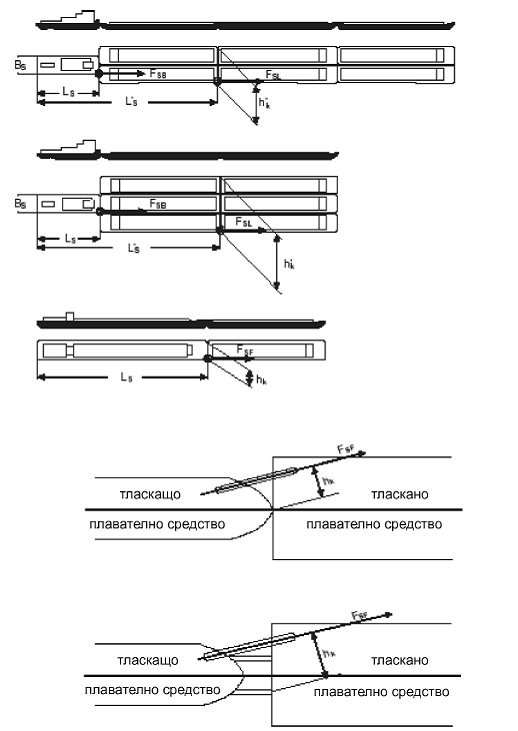 Bs FSB FSL
Ls L's h'k
Bs FSB FSL
Ls L's h'k
FSF
Ls hk
FSF
тласкащо hk тласкано
плавателно средство плавателно средство
FSF
тласкащо hk тласкано
плавателно средство плавателно средство